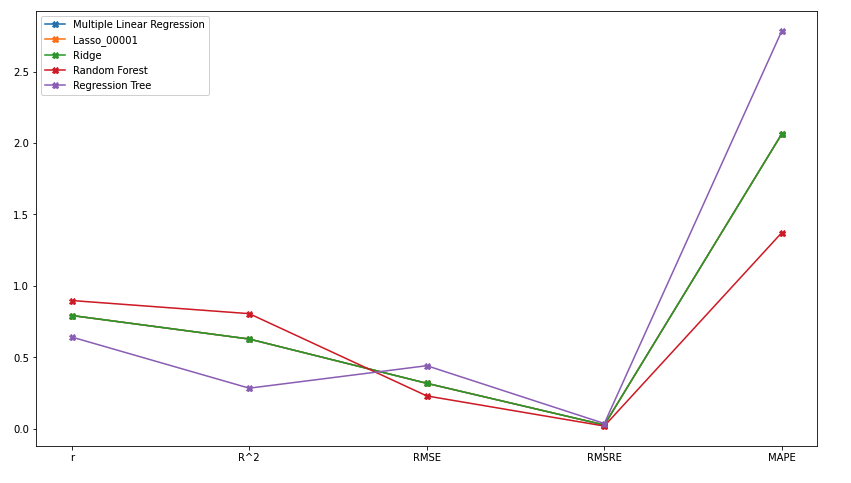 Multiple Linear Regression
Lasso_00001
Ridge
Random Forest
Regression Tree
2.5
2.0
1.5
1.0
0.5
0.0
r R^2 RMSE RMSRE MAPE